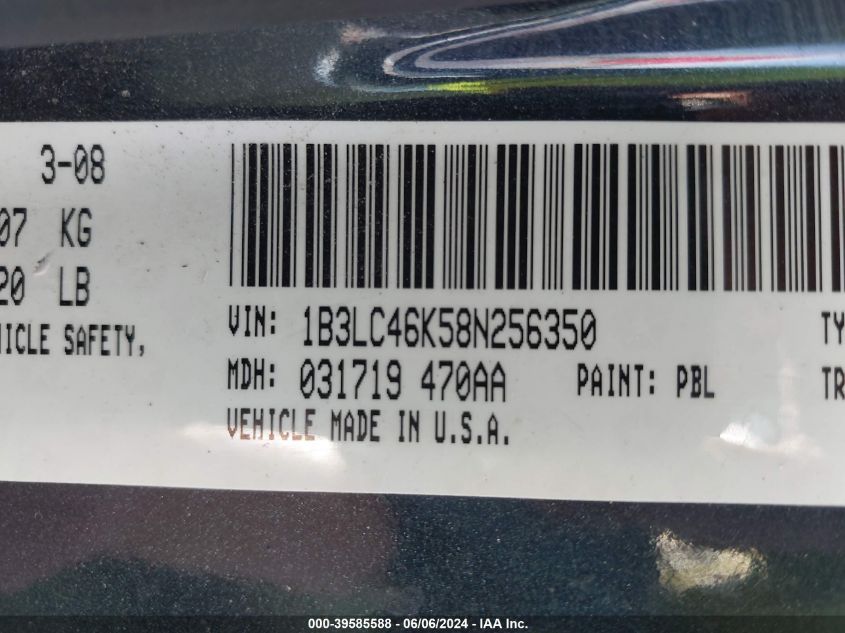 3-08
07 KG
20 LB
HICLE SAFETY,
VIN: 1B3LC46K58N256350 TY
MDH: 031719 470AA PAINT: PBL TR
VEHICLE MADE IN U.S.A.
000-39585588 - 06/06/2024 - IAA Inc.